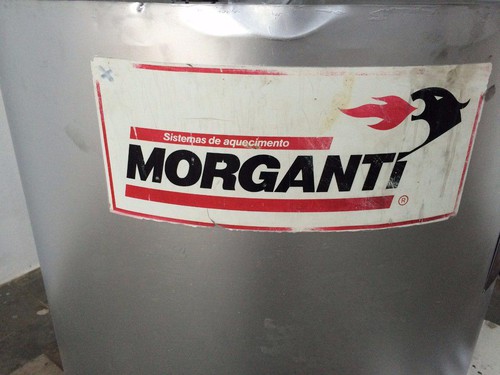 Sistemas de aquecimento
MORGANTI
®